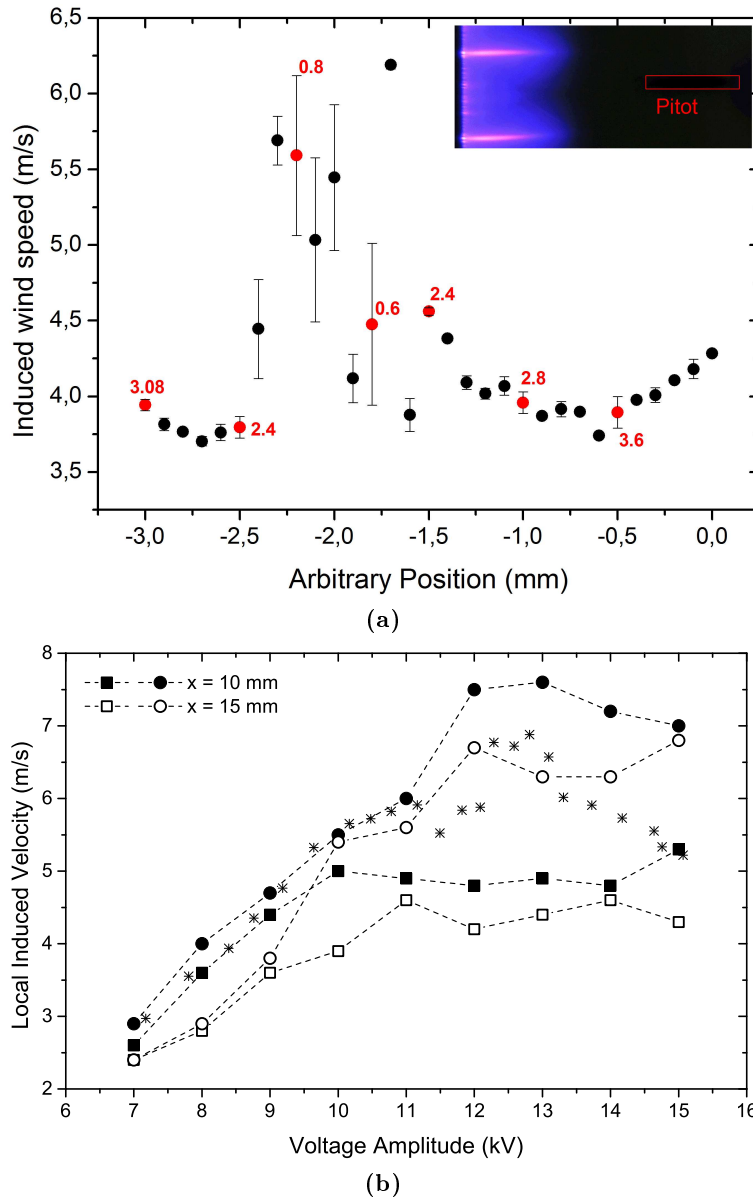 6,5
6,0
5,5
5,0
4,5
4,0
3,5
Induced wind speed (m/s)
0.8
Pitot
0.6
2.4
3.08
2.4
2.8
3.6
-3,0 -2,5 -2,0 -1,5 -1,0 -0,5 0,0
Arbitrary Position (mm)
(a)
8
7
6
5
4
3
2
Local Induced Velocity (m/s)
x = 10 mm
x = 15 mm
6 7 8 9 10 11 12 13 14 15 16
Voltage Amplitude (kV)
(b)